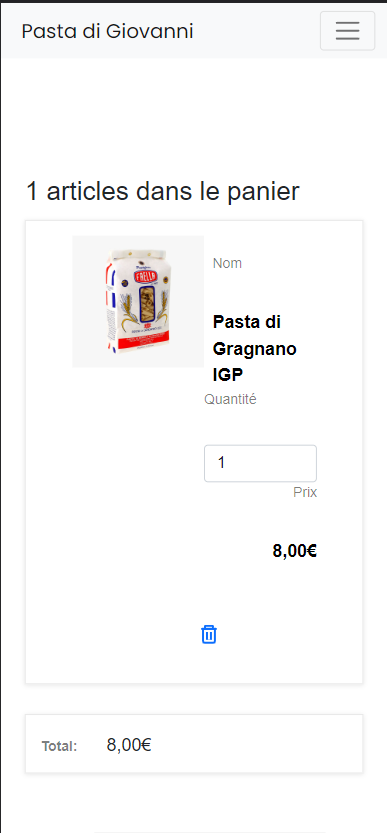 Pasta di Giovanni
1 articles dans le panier
FAELLA
Nom
Pasta di
Gragnano
IGP
Quantité
1
Prix
8,00€
Total: 8,00€